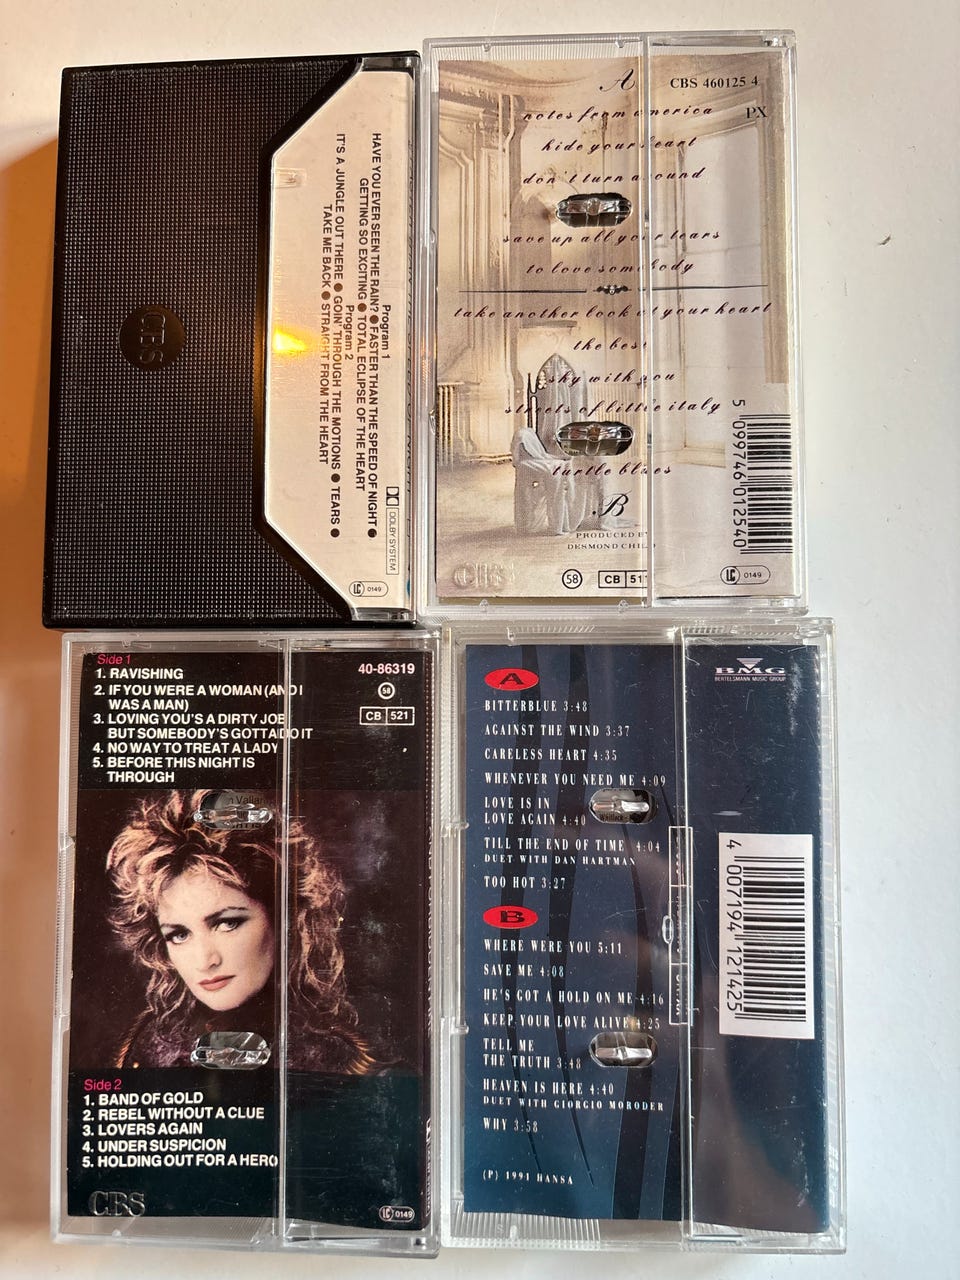 CBS
Program 1
HAVE YOU EVER SEEN THE RAIN? ● FASTER THAN THE SPEED OF NIGHT ●
GETTING SO EXCITING ● TOTAL ECLIPSE OF THE HEART
Program 2
IT'S A JUNGLE OUT THERE ● GOIN' THROUGH THE MOTIONS ● TEARS ●
TAKE ME BACK ● STRAIGHT FROM THE HEART
DOLBY SYSTEM
LC 0149
A
CBS 460125 4
PX
notes from america
hide your heart
don't turn around
save up all your tears
to love somebody
take another look at your heart
the best
sky with you
streets of little italy
turtle blues
B
PRODUCED BY
DESMOND CHILD
CBS
58
CB 511
LC 0149
5 099746 012540
Side 1
1. RAVISHING
2. IF YOU WERE A WOMAN (AND I
WAS A MAN)
3. LOVING YOU'S A DIRTY JOB
BUT SOMEBODY'S GOTTA DO IT
4. NO WAY TO TREAT A LADY
5. BEFORE THIS NIGHT IS
THROUGH
40-86319
58
CB 521
Side 2
1. BAND OF GOLD
2. REBEL WITHOUT A CLUE
3. LOVERS AGAIN
4. UNDER SUSPICION
5. HOLDING OUT FOR A HERO
CBS
LC 0149
A
BITTERBLUE 3:48
AGAINST THE WIND 3:37
CARELESS HEART 4:35
WHENEVER YOU NEED ME 4:09
LOVE IS IN
LOVE AGAIN 4:40
TILL THE END OF TIME 4:04
DUET WITH DAN HARTMAN
TOO HOT 3:27
B
WHERE WERE YOU 5:11
SAVE ME 4:08
HE'S GOT A HOLD ON ME 4:16
KEEP YOUR LOVE ALIVE 4:25
TELL ME
THE TRUTH 3:48
HEAVEN IS HERE 4:40
DUET WITH GIORGIO MORODER
WHY 3:58
(P) 1991 HANSA
BMG
BERTELSMANN MUSIC GROUP
4 007194 121425